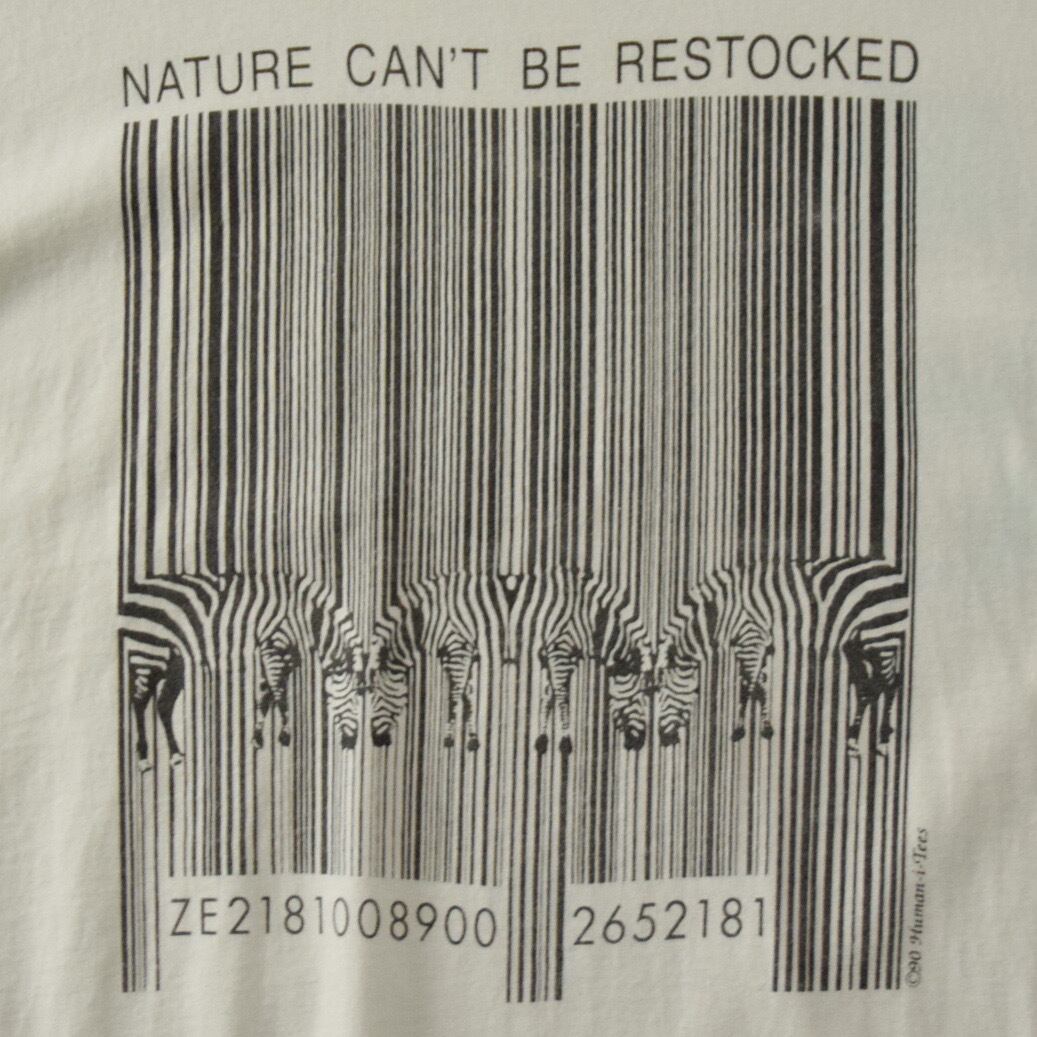 NATURE CAN'T BE RESTOCKED
ZE2181008900 2652181
©90 Human-i-Tees